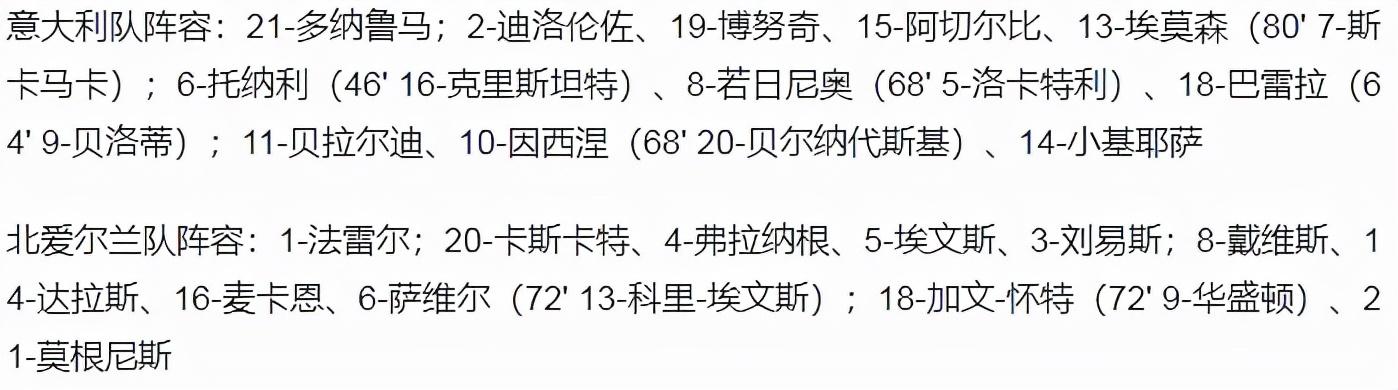 意大利队阵容：21-多纳鲁马；2-迪洛伦佐、19-博努奇、15-阿切尔比、13-埃莫森（80' 7-斯
卡马卡）；6-托纳利（46' 16-克里斯坦特）、8-若日尼奥（68' 5-洛卡特利）、18-巴雷拉（6
4' 9-贝洛蒂）；11-贝拉尔迪、10-因西涅（68' 20-贝尔纳代斯基）、14-小基耶萨
北爱尔兰队阵容：1-法雷尔；20-卡斯卡特、4-弗拉纳根、5-埃文斯、3-刘易斯；8-戴维斯、1
4-达拉斯、16-麦卡恩、6-萨维尔（72' 13-科里-埃文斯）；18-加文-怀特（72' 9-华盛顿）、2
1-莫根尼斯